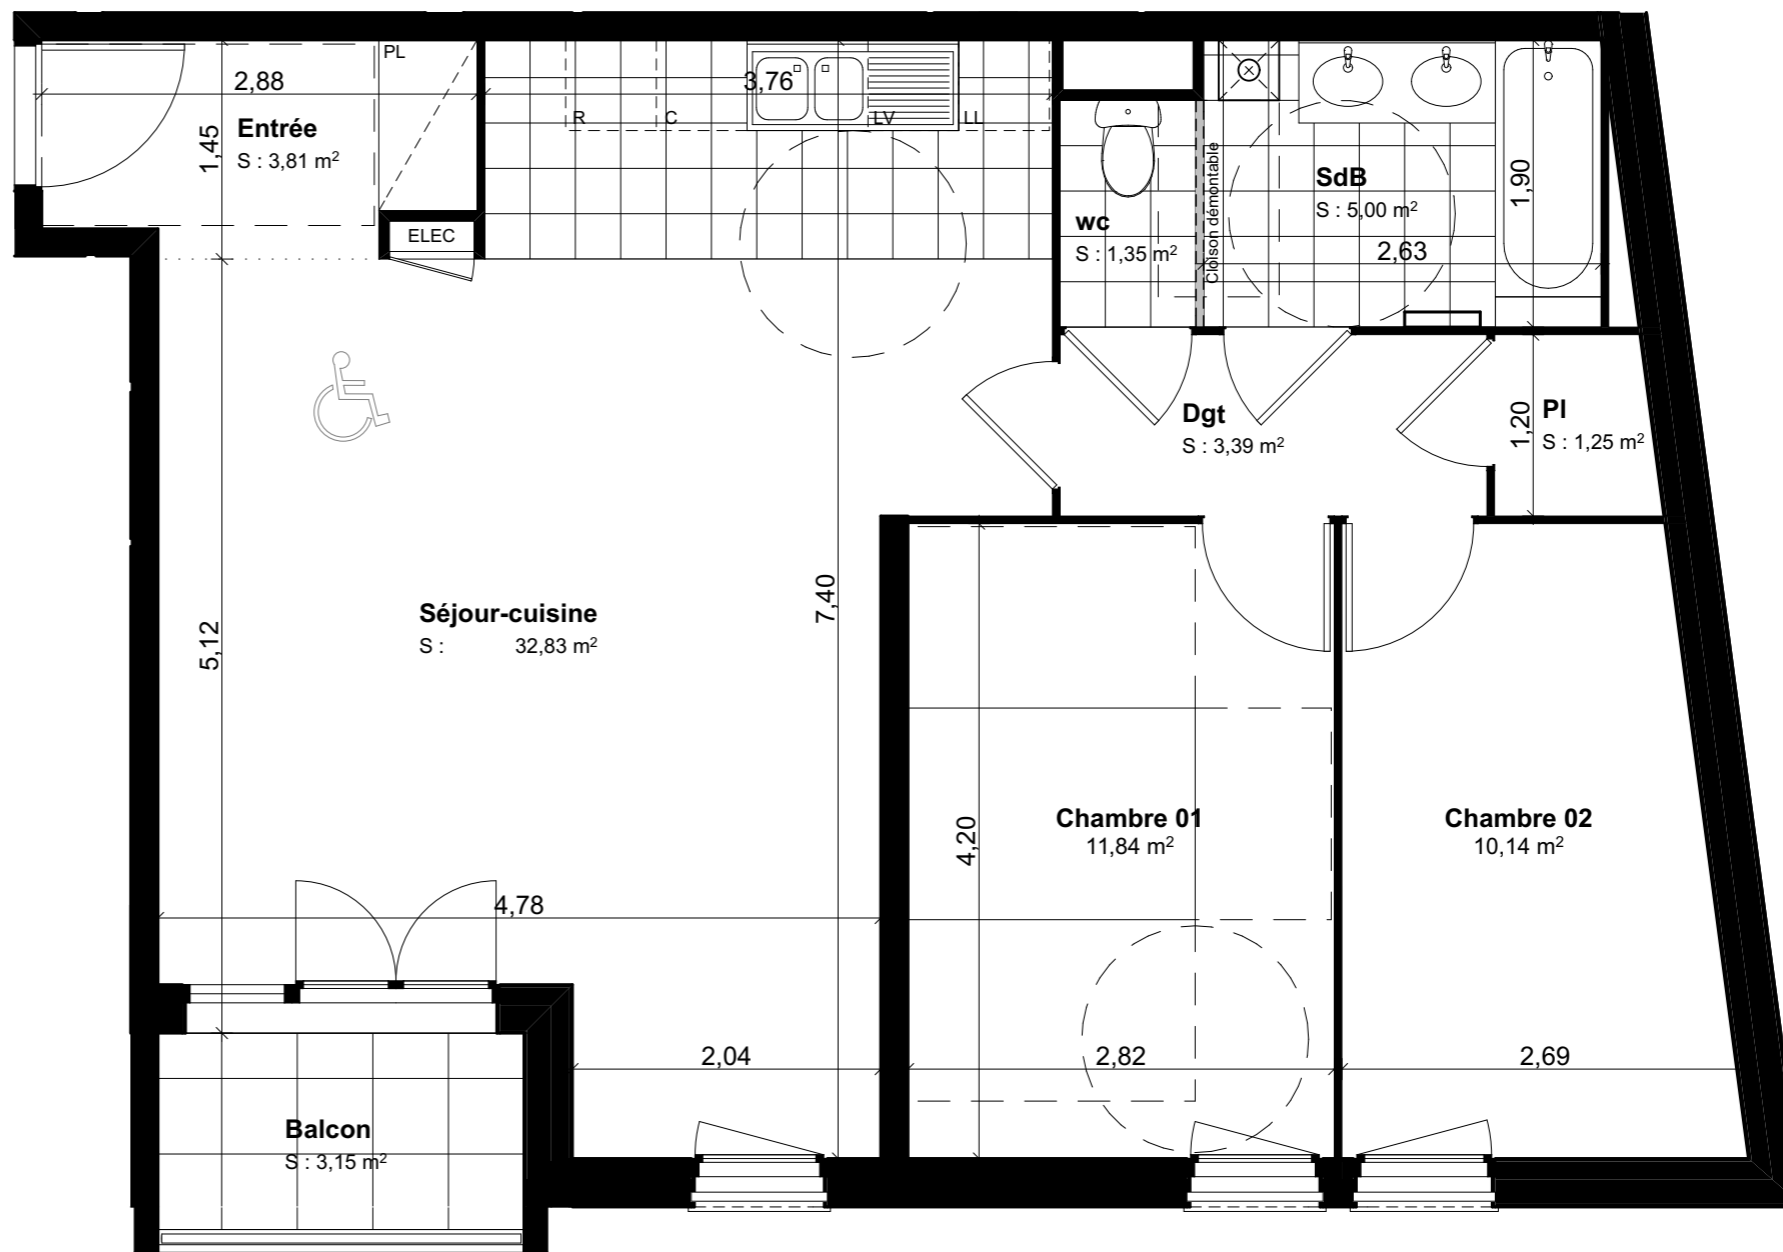 PL
2,88
3,76
Entrée
S : 3,81 m²
1,45
R
C
LV
LL
ELEC
wc
S : 1,35 m²
Cloison démontable
SdB
S : 5,00 m²
1,90
2,63
Dgt
S : 3,39 m²
1,20
Pl
S : 1,25 m²
Séjour-cuisine
S : 32,83 m²
5,12
7,40
4,78
2,04
Chambre 01
11,84 m²
4,20
2,82
Chambre 02
10,14 m²
2,69
Balcon
S : 3,15 m²